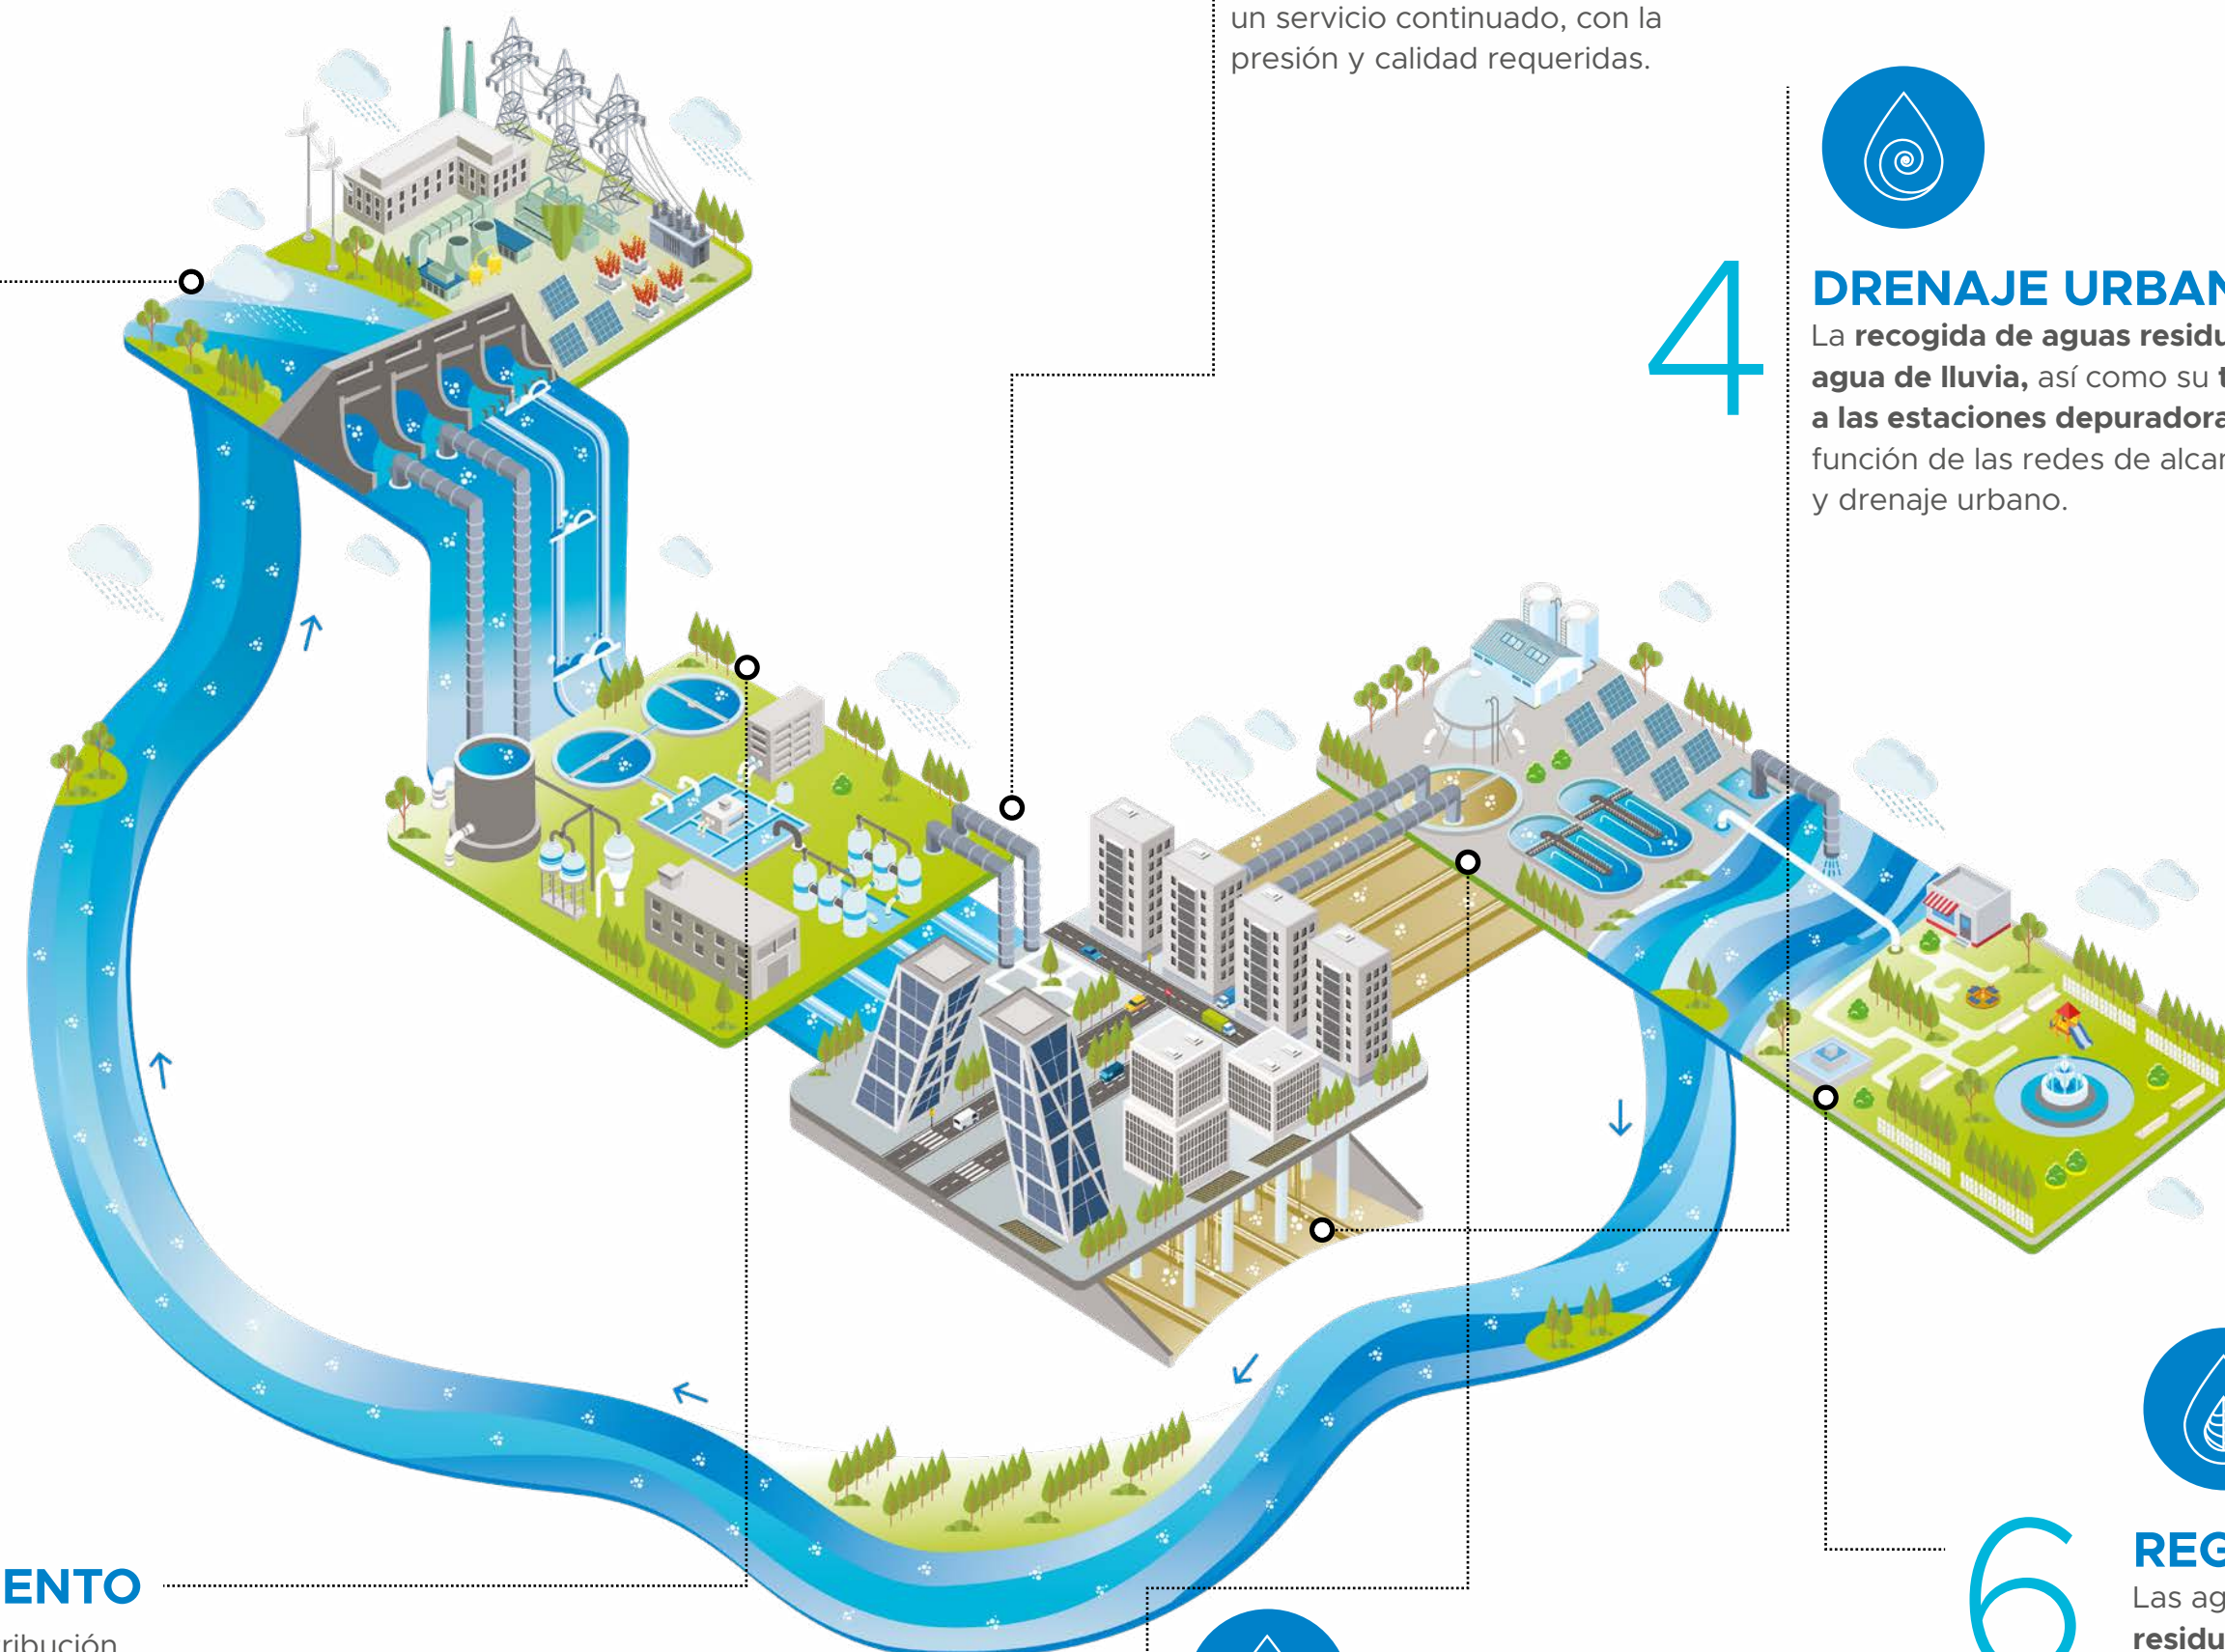 un servicio continuado, con la
presión y calidad requeridas.
4
DRENAJE URBAN
La recogida de aguas residu
agua de lluvia, así como su t
a las estaciones depuradora
función de las redes de alcan
y drenaje urbano.
ENTO
ribución
6
REG
Las ag
residu